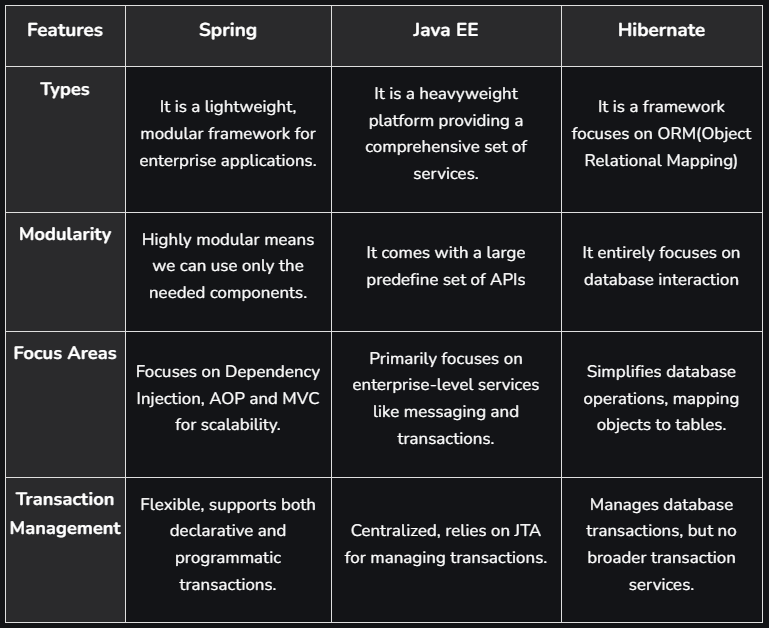 Features
Spring
Java EE
Hibernate
Types
It is a lightweight,
modular framework for
enterprise applications.
It is a heavyweight
platform providing a
comprehensive set of
services.
It is a framework
focuses on ORM(Object
Relational Mapping)
Modularity
Highly modular means
we can use only the
needed components.
It comes with a large
predefine set of APIs
It entirely focuses on
database interaction
Focus Areas
Focuses on Dependency
Injection, AOP and MVC
for scalability.
Primarily focuses on
enterprise-level services
like messaging and
transactions.
Simplifies database
operations, mapping
objects to tables.
Transaction
Management
Flexible, supports both
declarative and
programmatic
transactions.
Centralized, relies on JTA
for managing transactions.
Manages database
transactions, but no
broader transaction
services.